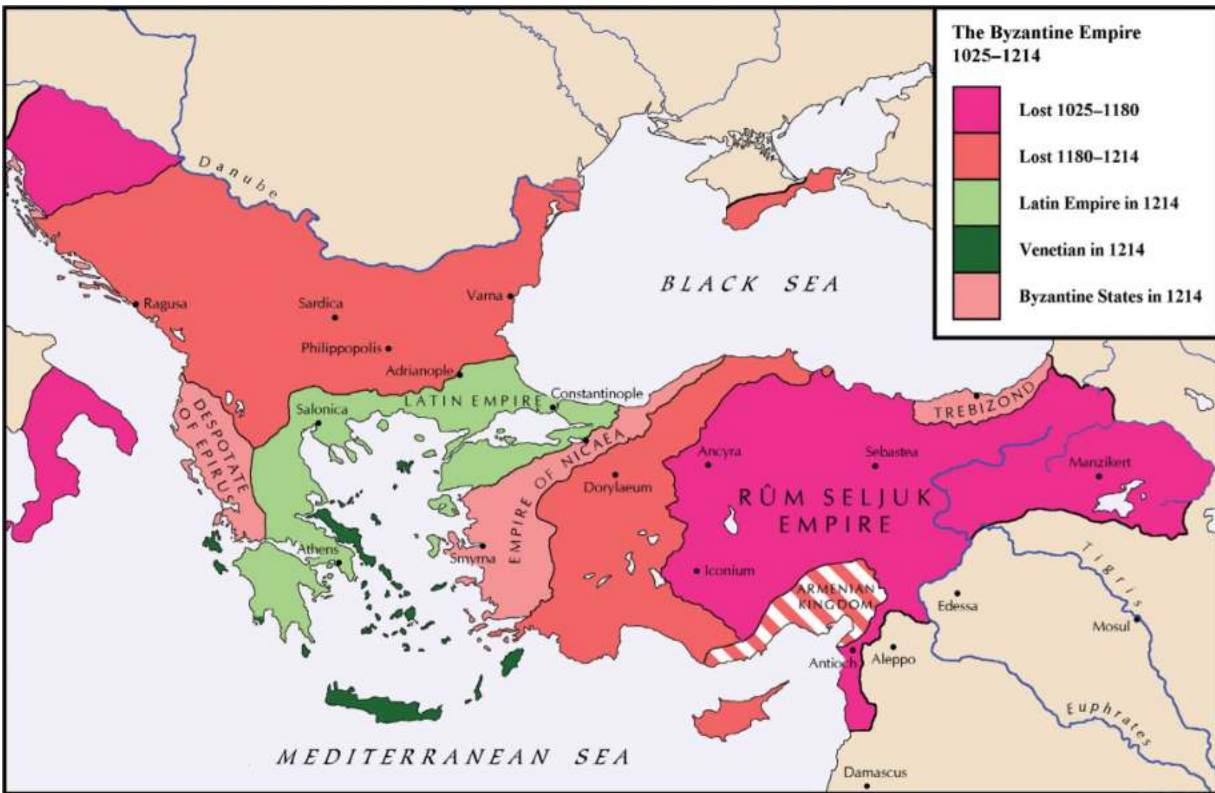 The Byzantine Empire
1025–1214
Lost 1025–1180
Lost 1180–1214
Latin Empire in 1214
Venetian in 1214
Byzantine States in 1214
Danube
BLACK SEA
Ragusa
Sardica
Varna
Philippopolis
Adrianople
Constantinople
LATIN EMPIRE
Salonica
DESPOTATE
OF EPIRUS
EMPIRE OF NICAEA
TREBIZOND
Ancyra
Sebastea
Manzikert
Dorylaeum
RÛM SELJUK
EMPIRE
Athens
Smyrna
Iconium
ARMENIAN
KINGDOM
Tigris
Edessa
Mosul
Antioch
Aleppo
Euphrates
MEDITERRANEAN SEA
Damascus